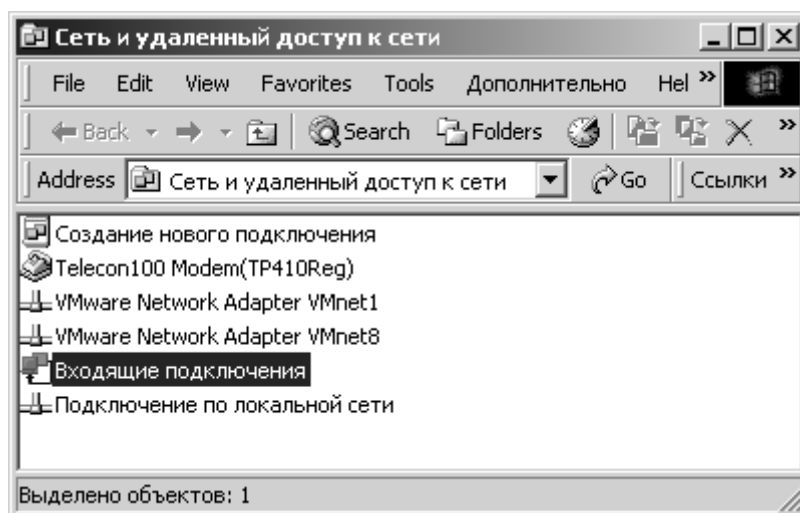 Сеть и удаленный доступ к сети
File Edit View Favorites Tools Дополнительно Hel »
Back Search Folders »
Address Сеть и удаленный доступ к сети Go Ссылки »
Создание нового подключения
Telecon100 Modem(TP410Reg)
VMware Network Adapter VMnet1
VMware Network Adapter VMnet8
Входящие подключения
Подключение по локальной сети
Выделено объектов: 1